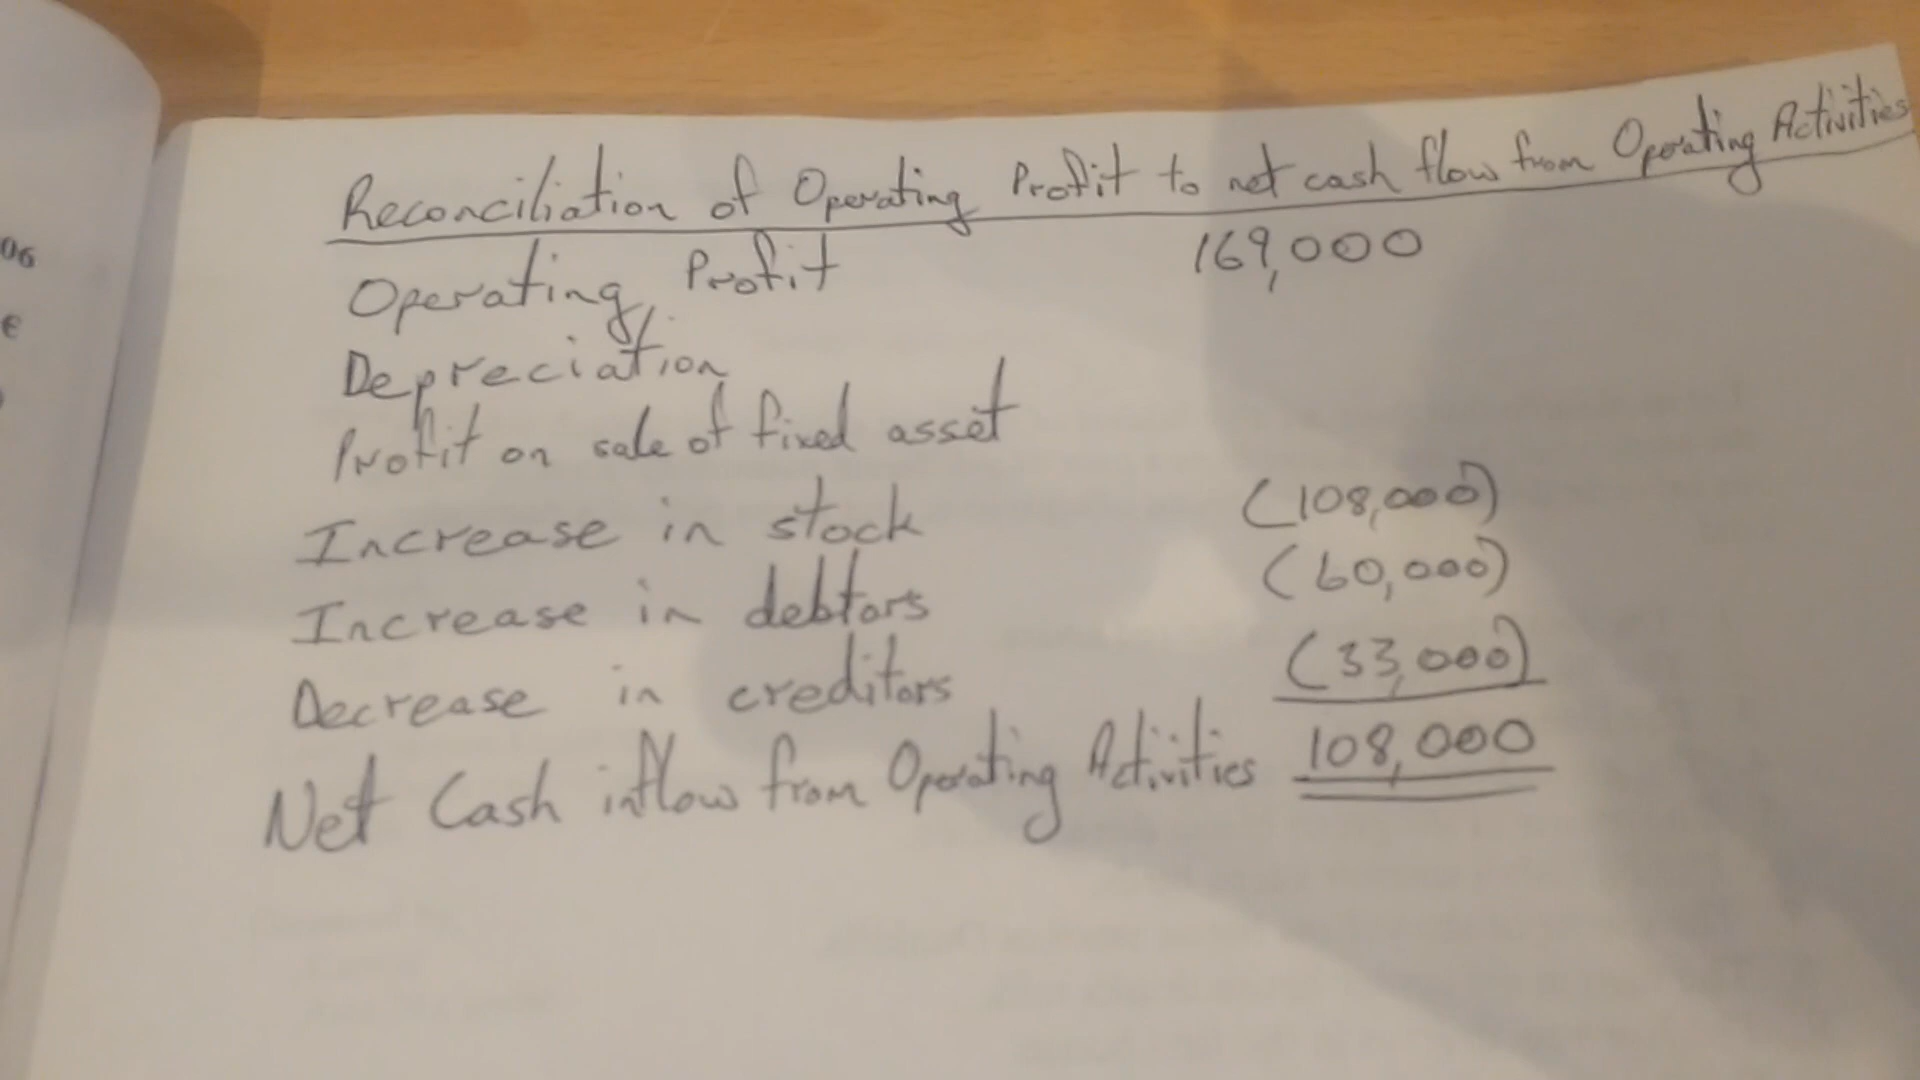 06
€
Reconciliation of Operating Profit to net cash flow from Operating Activities
Operating Profit 169,000
Depreciation
Profit on sale of fixed asset
Increase in stock (108,000)
Increase in debtors (60,000)
Decrease in creditors (33,000)
Net Cash inflow from Operating Activities 108,000